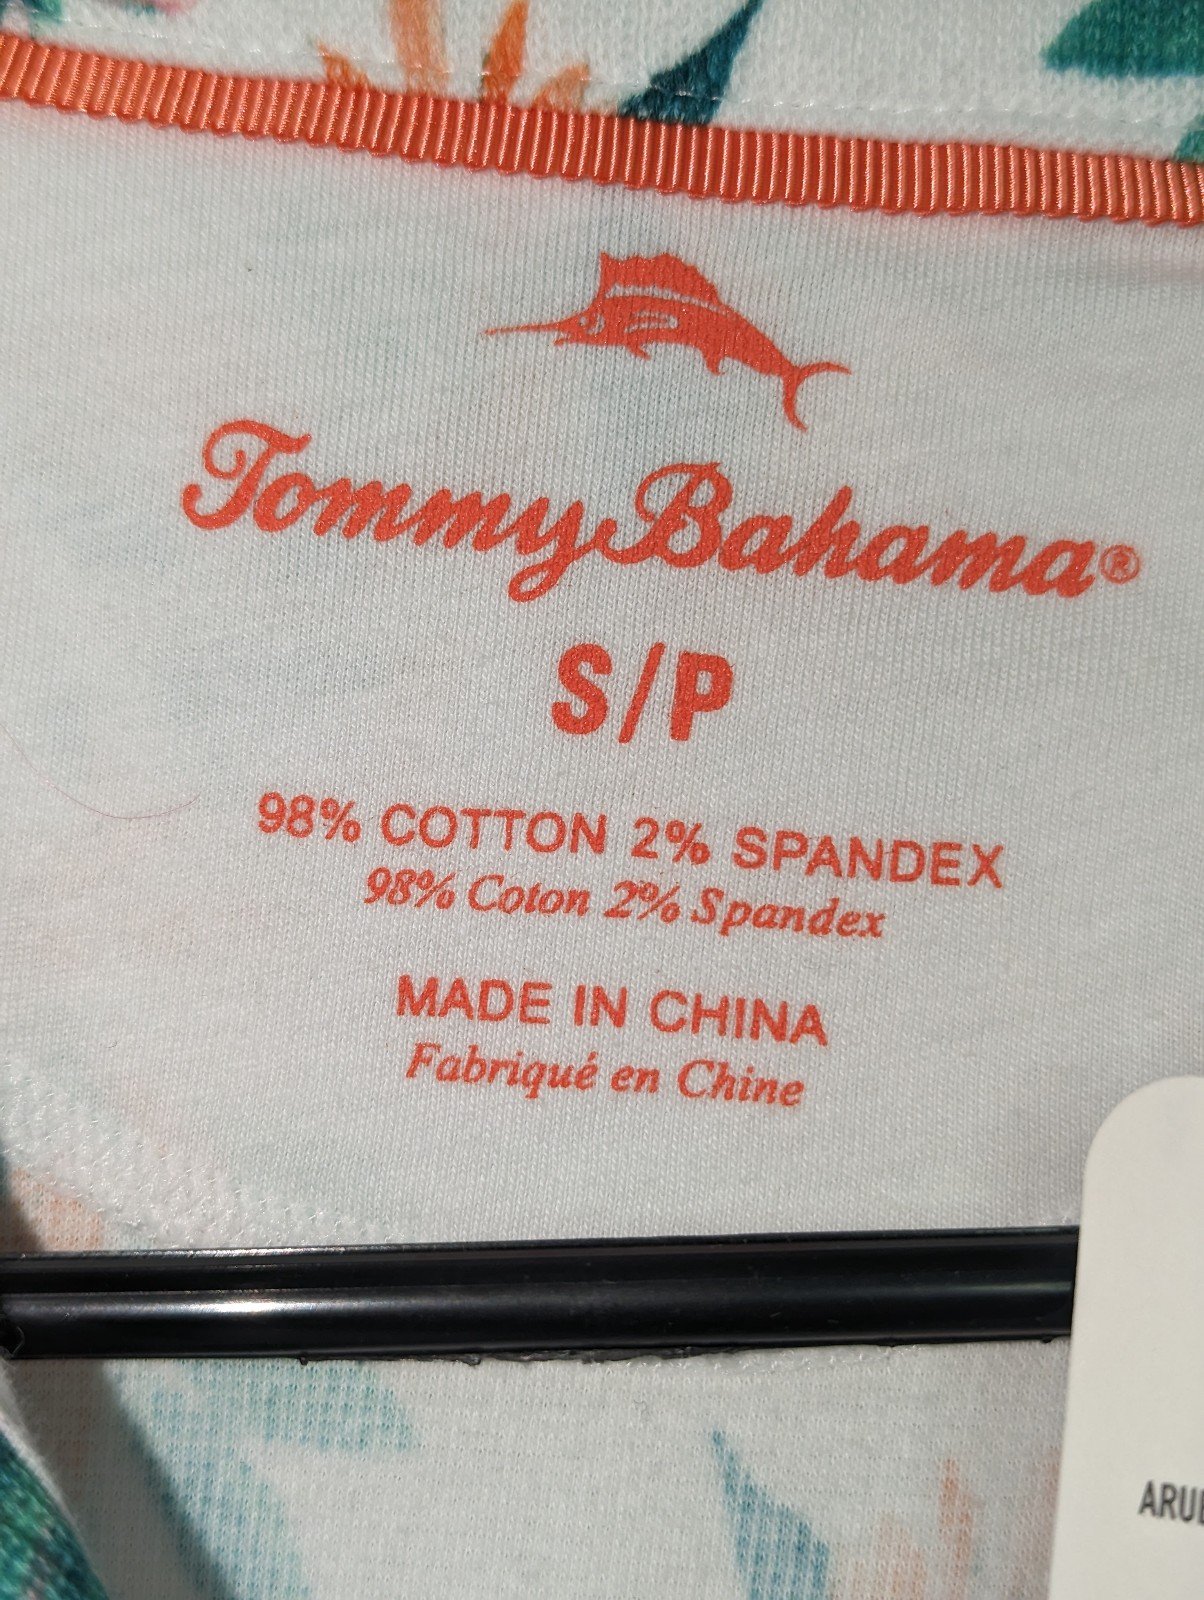 Tommy Bahama®
S/P
98% COTTON 2% SPANDEX
98% Coton 2% Spandex
MADE IN CHINA
Fabriqué en Chine